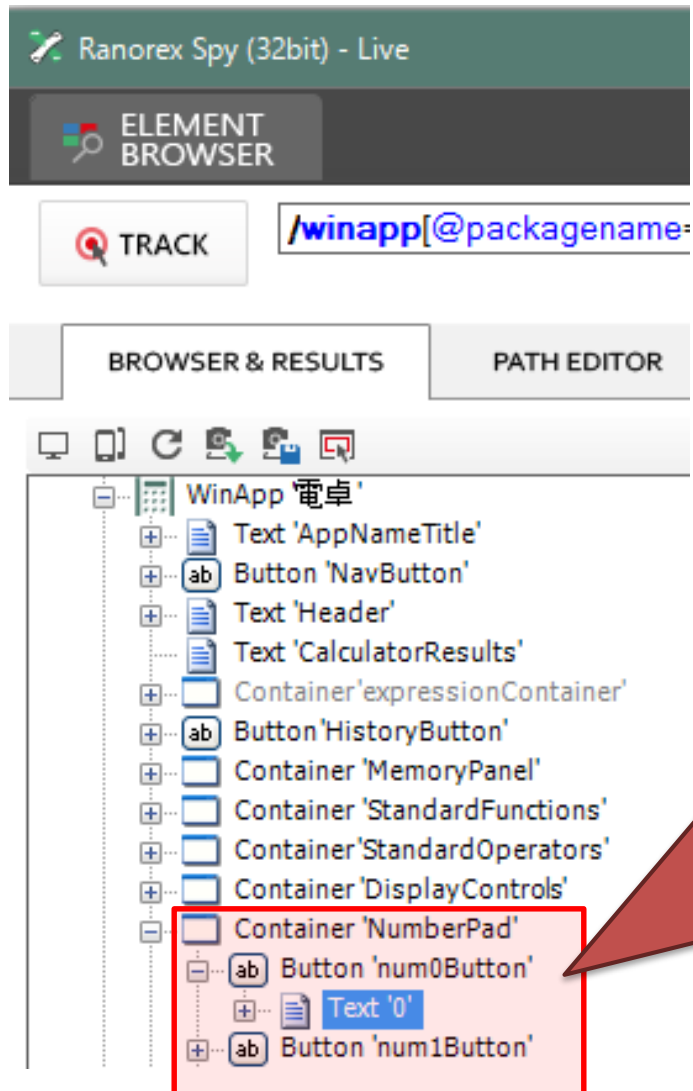 Ranorex Spy (32bit) - Live
ELEMENT
BROWSER
TRACK
/winapp[@packagename=
BROWSER & RESULTS
PATH EDITOR
WinApp '電卓'
Text 'AppNameTitle'
ab Button 'NavButton'
Text 'Header'
Text 'CalculatorResults'
Container'expressionContainer'
ab Button'HistoryButton'
Container 'MemoryPanel'
Container 'StandardFunctions'
Container'StandardOperators'
Container 'DisplayControls'
Container 'NumberPad'
ab Button 'num0Button'
Text '0'
ab Button 'num1Button'